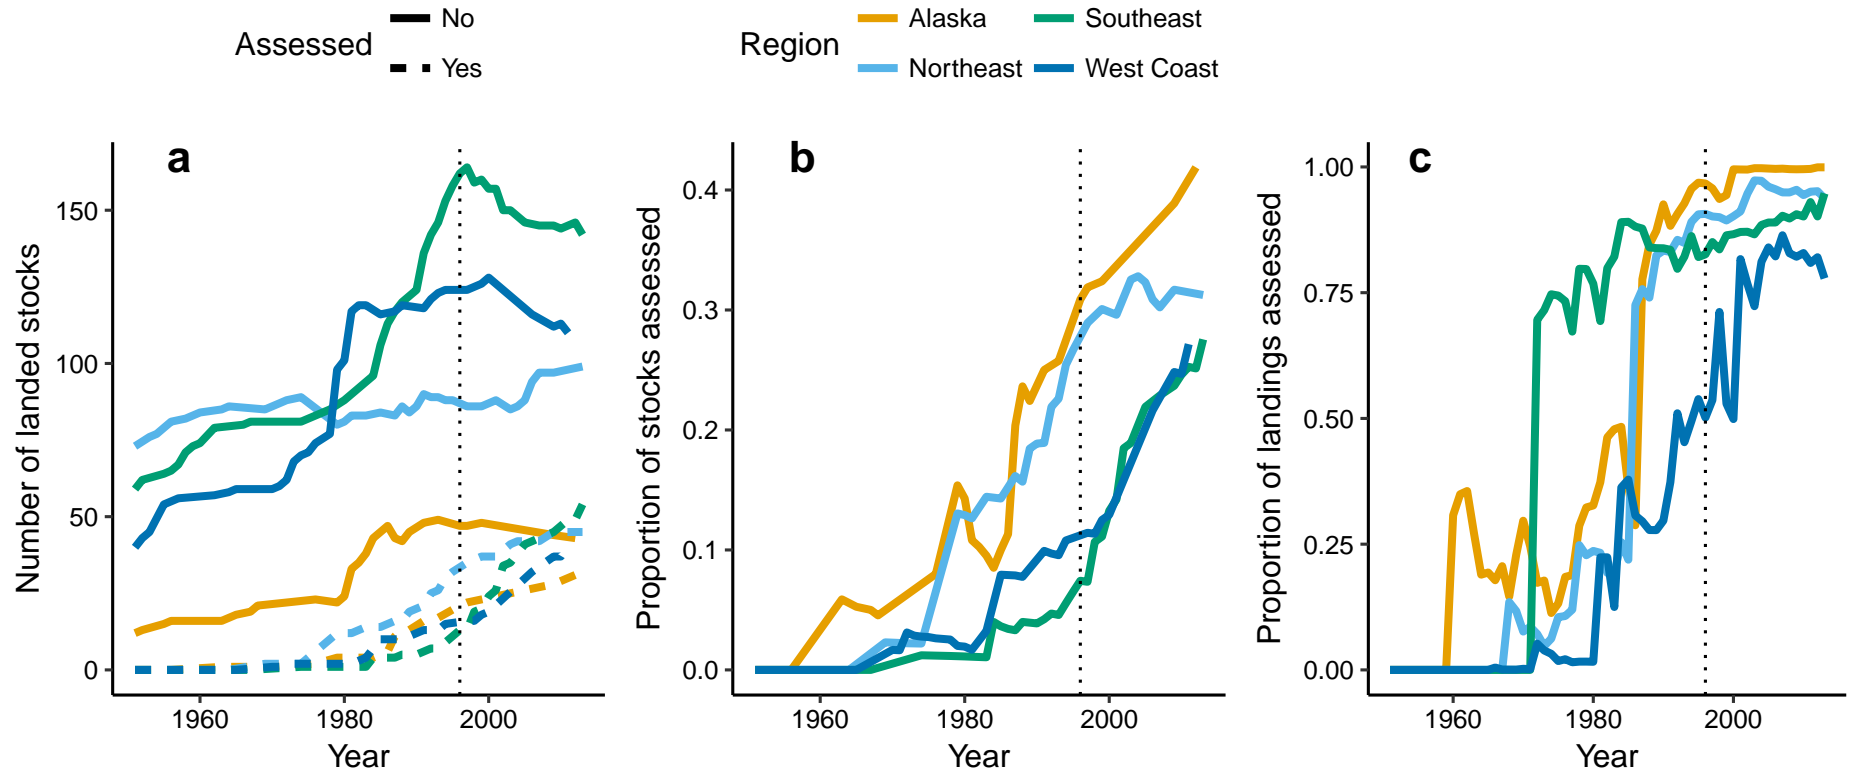 Assessed
No
Yes
Region
Alaska
Southeast
Northeast
West Coast
a
Number of landed stocks
150
100
50
0
1960
1980
2000
Year
b
Proportion of stocks assessed
0.4
0.3
0.2
0.1
0.0
1960
1980
2000
Year
c
Proportion of landings assessed
1.00
0.75
0.50
0.25
0.00
1960
1980
2000
Year